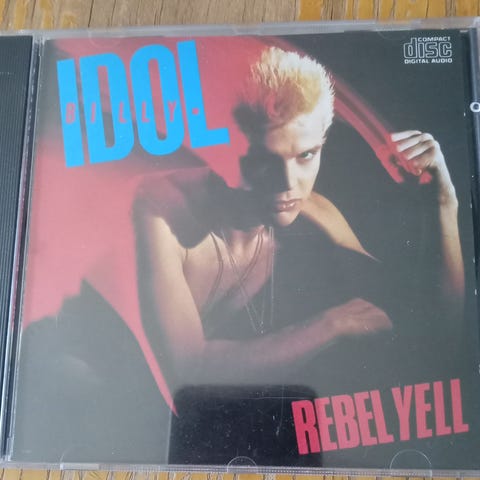 IDOL
BILLY
COMPACT
disc
DIGITAL AUDIO
REBEL YELL